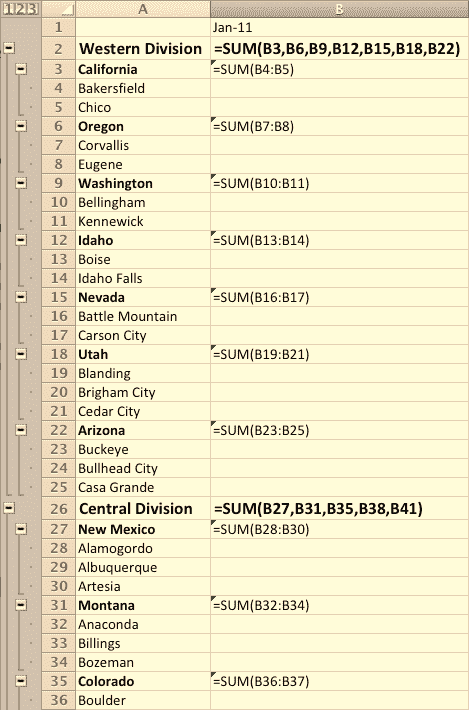 1 2 3 A B
1 Jan-11
2 Western Division =SUM(B3,B6,B9,B12,B15,B18,B22)
3 California =SUM(B4:B5)
4 Bakersfield
5 Chico
6 Oregon =SUM(B7:B8)
7 Corvallis
8 Eugene
9 Washington =SUM(B10:B11)
10 Bellingham
11 Kennewick
12 Idaho =SUM(B13:B14)
13 Boise
14 Idaho Falls
15 Nevada =SUM(B16:B17)
16 Battle Mountain
17 Carson City
18 Utah =SUM(B19:B21)
19 Blanding
20 Brigham City
21 Cedar City
22 Arizona =SUM(B23:B25)
23 Buckeye
24 Bullhead City
25 Casa Grande
26 Central Division =SUM(B27,B31,B35,B38,B41)
27 New Mexico =SUM(B28:B30)
28 Alamogordo
29 Albuquerque
30 Artesia
31 Montana =SUM(B32:B34)
32 Anaconda
33 Billings
34 Bozeman
35 Colorado =SUM(B36:B37)
36 Boulder